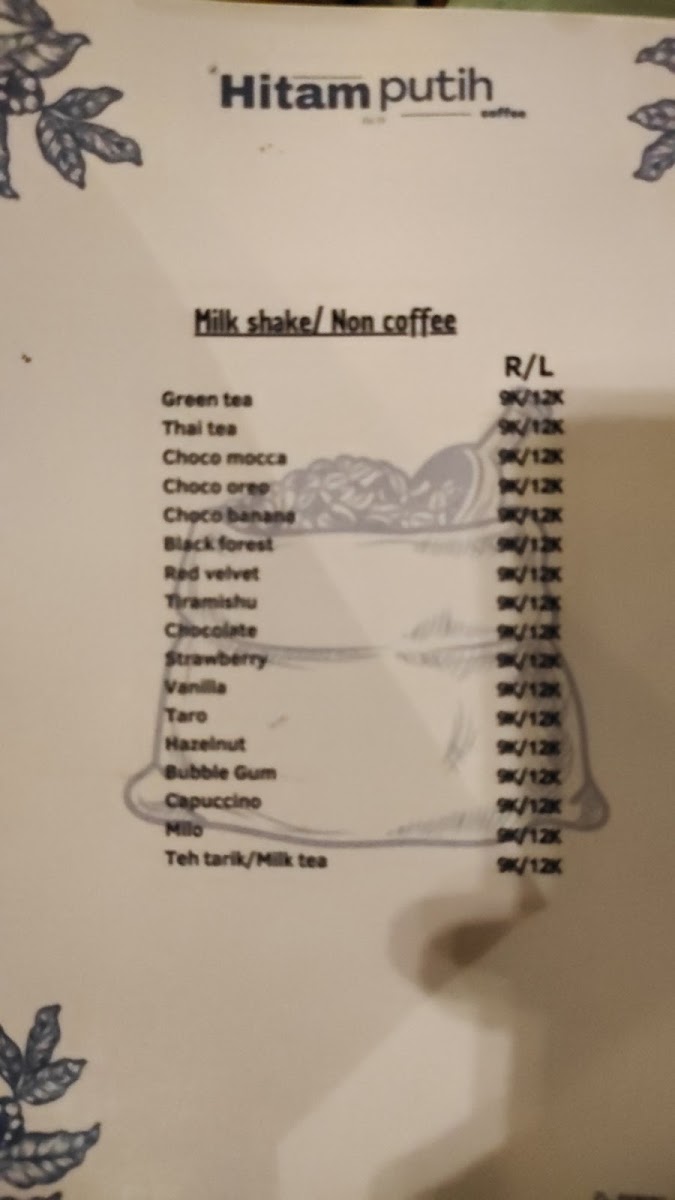 Hitam putih
coffee
Milk shake/ Non coffee
R/L
Green tea 9K/12K
Thai tea 9K/12K
Choco mocca 9K/12K
Choco oreo 9K/12K
Choco banana 9K/12K
Black forest 9K/12K
Red velvet 9K/12K
Tiramishu 9K/12K
Chocolate 9K/12K
Strawberry 9K/12K
Vanilla 9K/12K
Taro 9K/12K
Hazelnut 9K/12K
Bubble Gum 9K/12K
Capuccino 9K/12K
Milo 9K/12K
Teh tarik/Milk tea 9K/12K